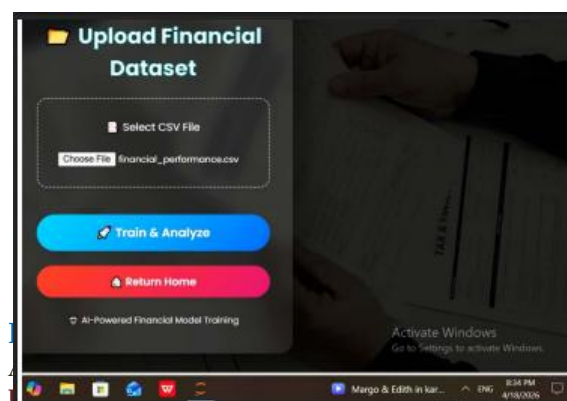 📁 Upload Financial
Dataset
Select CSV File
Choose File financial_performance.csv
🚀 Train & Analyze
🏠 Return Home
AI-Powered Financial Model Training
TAX &
Activate Windows
Go to Settings to activate Windows.
Margo & Edith in kar...
ENG
8:34 PM
4/18/2026